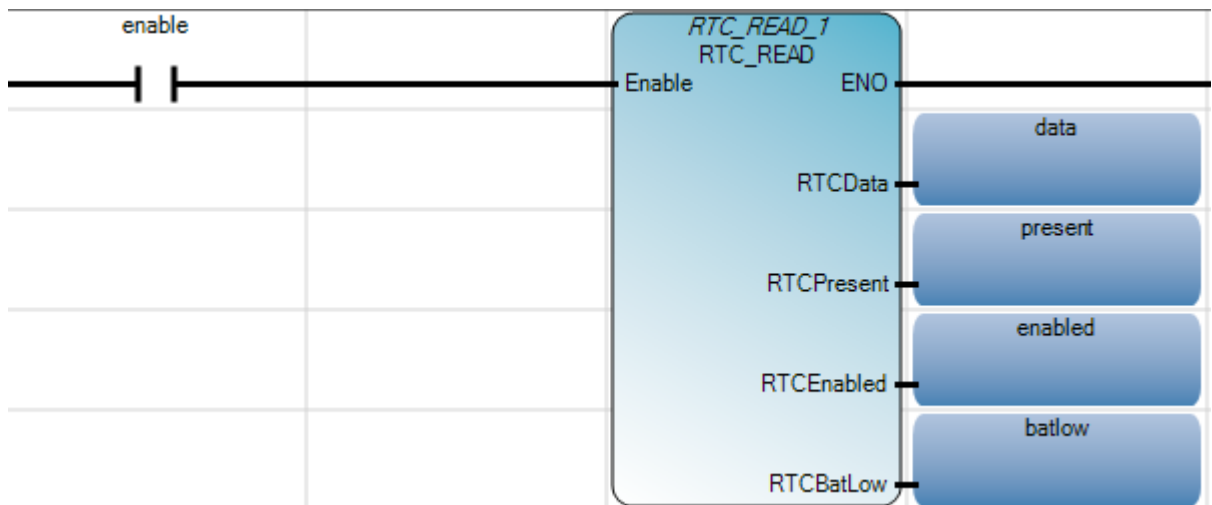 enable
RTC_READ_1
RTC_READ
Enable ENO
data
RTCData
present
RTCPresent
enabled
RTCEnabled
batlow
RTCBatLow